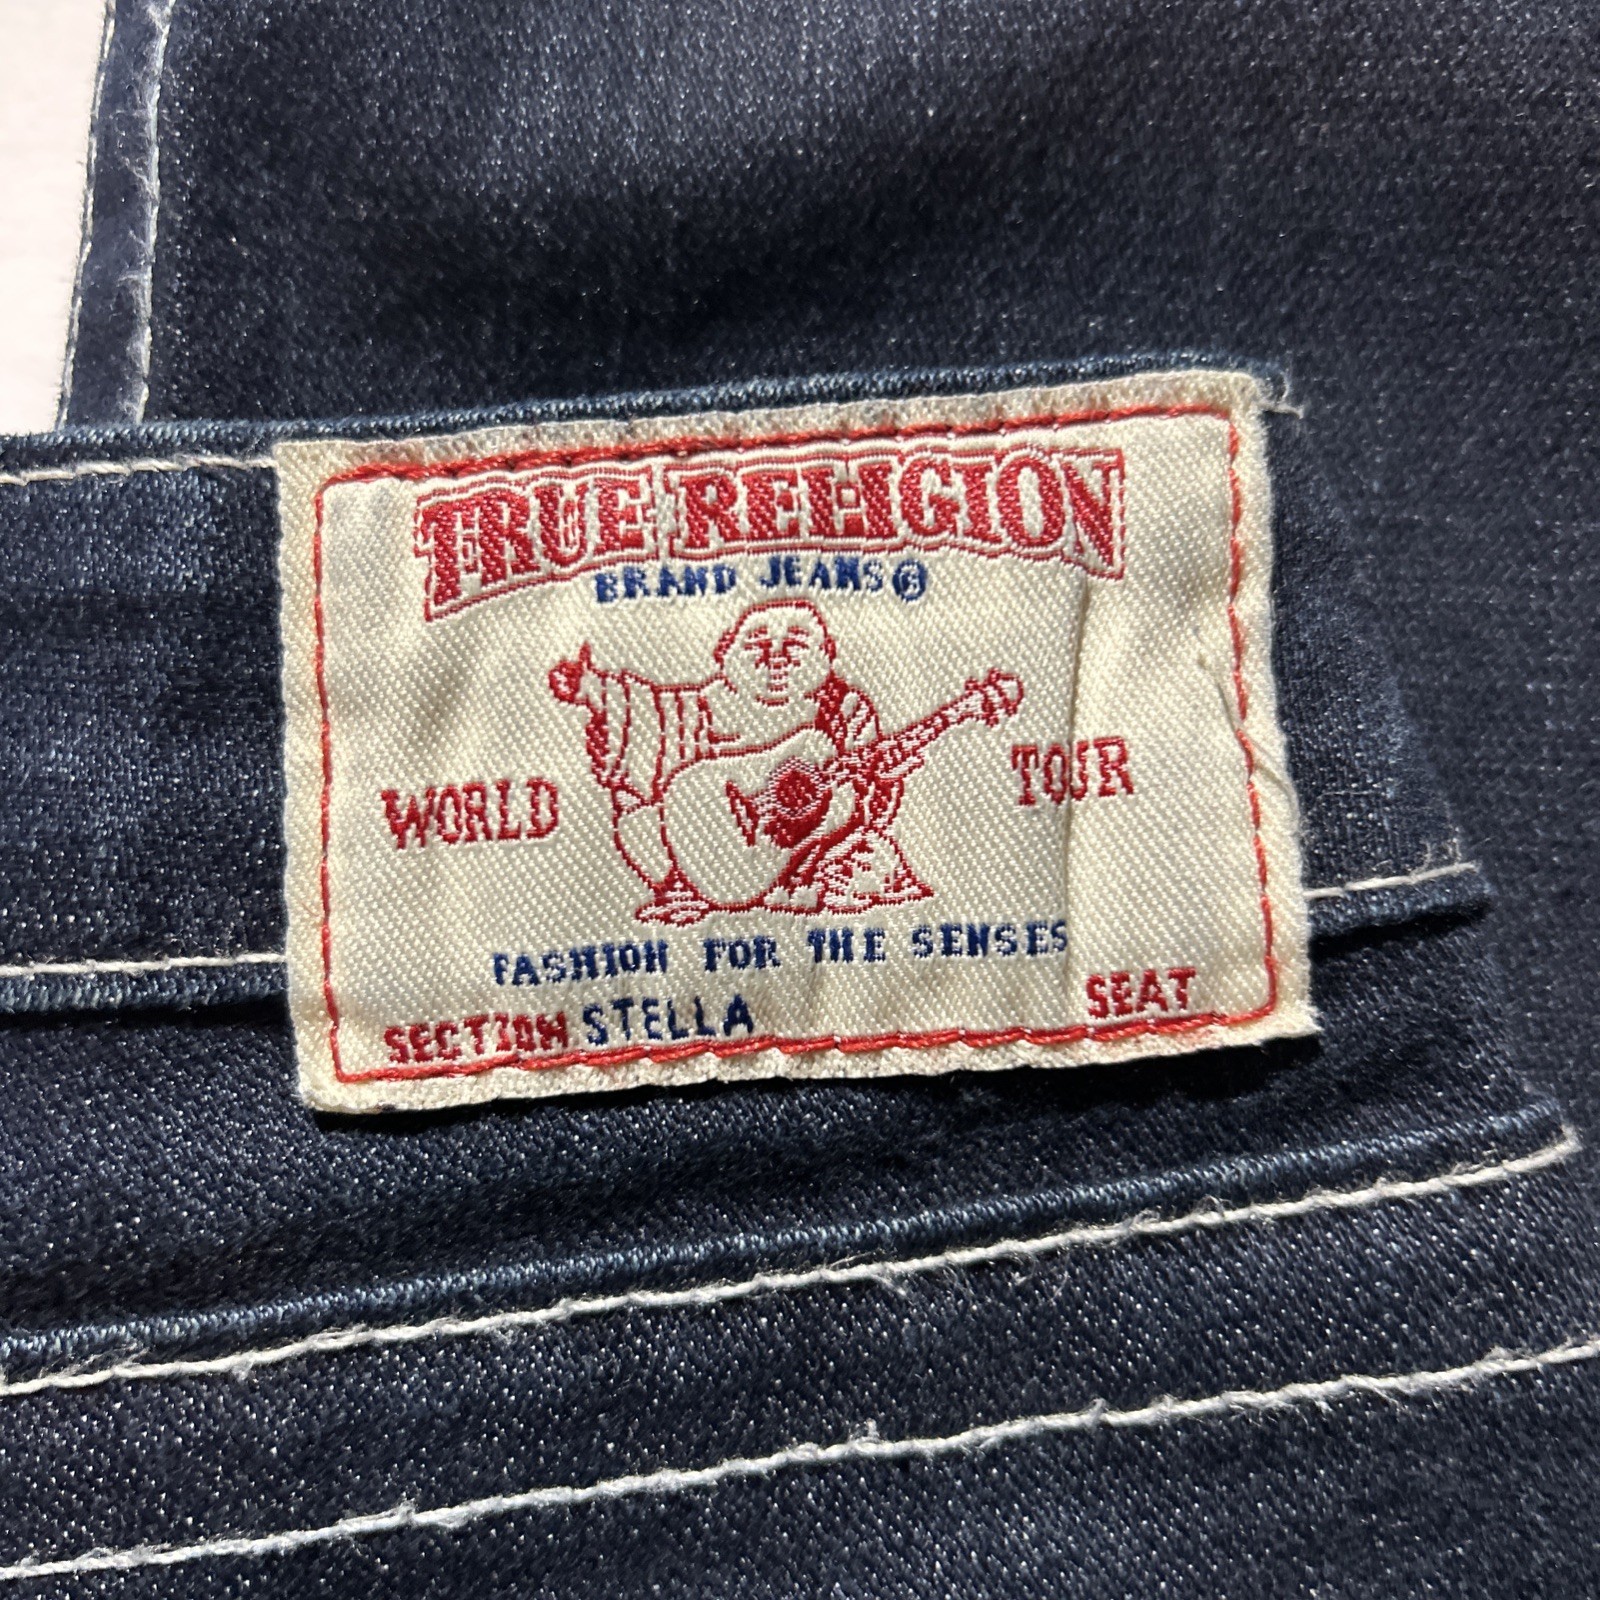 TRUE RELIGION
BRAND JEANS®
WORLD TOUR
FASHION FOR THE SENSES
SECTION STELLA SEAT